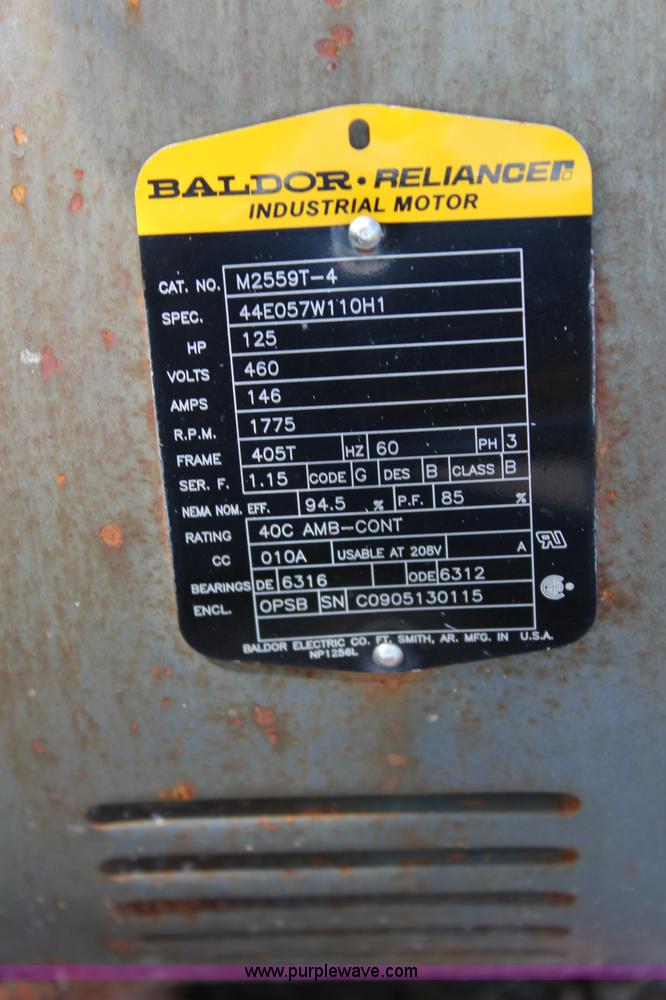 BALDOR • RELIANCER
INDUSTRIAL MOTOR
CAT. NO. M2559T-4
SPEC. 44E057W110H1
HP 125
VOLTS 460
AMPS 146
R.P.M. 1775
FRAME 405T HZ 60 PH 3
SER. F. 1.15 CODE G DES B CLASS B
NEMA NOM. EFF. 94.5 % P.F. 85 %
RATING 40C AMB-CONT
CC 010A USABLE AT 208V A
BEARINGS DE 6316 ODE 6312
ENCL. OPSB SN C0905130115
BALDOR ELECTRIC CO. FT. SMITH, AR. MFG. IN U.S.A.
NP1256L
www.purplewave.com